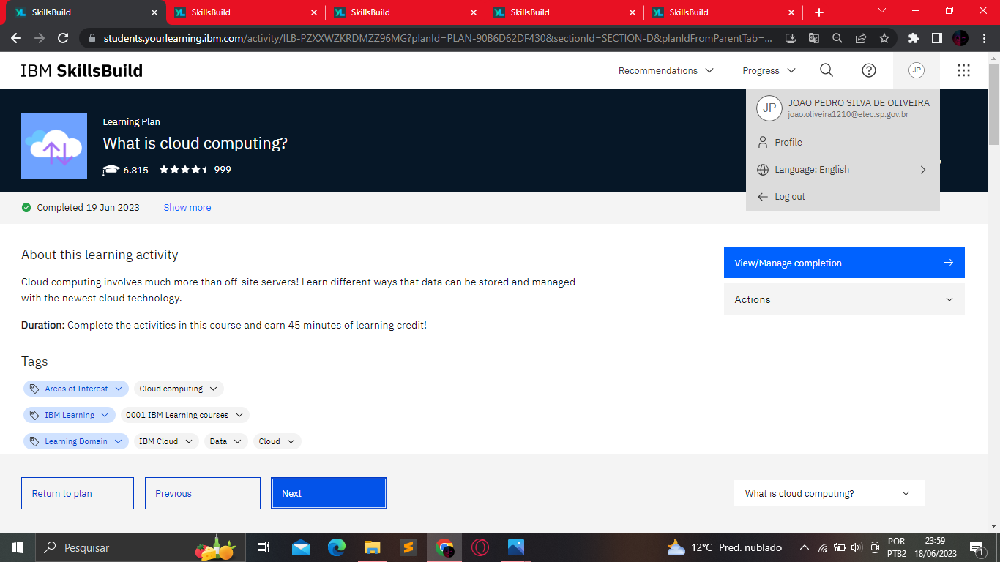 SkillsBuild
SkillsBuild
SkillsBuild
SkillsBuild
SkillsBuild
students.yourlearning.ibm.com/activity/ILB-PZXXWZKRDMZZ96MG?planId=PLAN-90B6D62DF430&sectionId=SECTION-D&planIdFromParentTab=...
IBM SkillsBuild
Recommendations
Progress
JP
JP
JOAO PEDRO SILVA DE OLIVEIRA
joao.oliveira1210@etec.sp.gov.br
Profile
Language: English
Log out
Learning Plan
What is cloud computing?
6.815 999
Completed 19 Jun 2023 Show more
About this learning activity
Cloud computing involves much more than off-site servers! Learn different ways that data can be stored and managed
with the newest cloud technology.
Duration: Complete the activities in this course and earn 45 minutes of learning credit!
View/Manage completion
Actions
Tags
Areas of Interest Cloud computing
IBM Learning 0001 IBM Learning courses
Learning Domain IBM Cloud Data Cloud
Return to plan Previous Next What is cloud computing?
Pesquisar
12°C Pred. nublado
POR
PTB2
23:59
18/06/2023
1